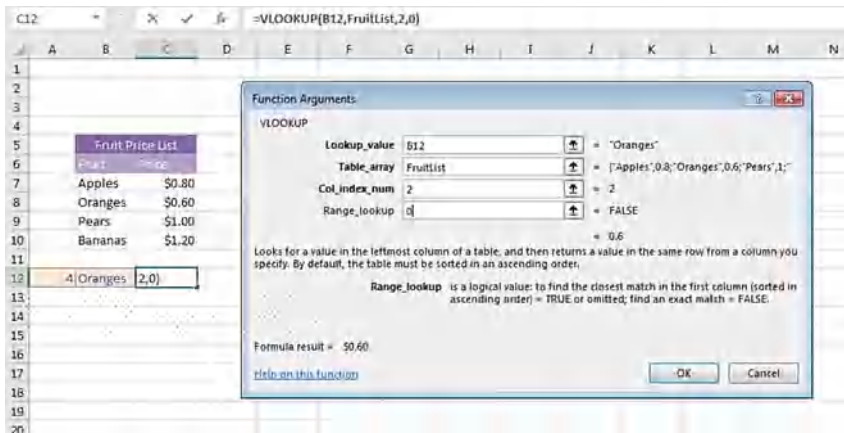 C12 =VLOOKUP(B12,FruitList,2,0)
A B C D E F G H I J K L M N
1
2
3
4
5 Fruit Price List
6 Fruit Price
7 Apples $0.80
8 Oranges $0.60
9 Pears $1.00
10 Bananas $1.20
11
12 4 Oranges 2,0)
13
14
15
16
17
18
19
20
Function Arguments
VLOOKUP
Lookup_value B12 = "Oranges"
Table_array FruitList = {"Apples",0.8;"Oranges",0.6;"Pears",1;"
Col_index_num 2 = 2
Range_lookup 0 = FALSE
= 0.6
Looks for a value in the leftmost column of a table, and then returns a value in the same row from a column you
specify. By default, the table must be sorted in an ascending order.
Range_lookup is a logical value: to find the closest match in the first column (sorted in
ascending order) = TRUE or omitted; find an exact match = FALSE.
Formula result = $0.60
Help on this function OK Cancel